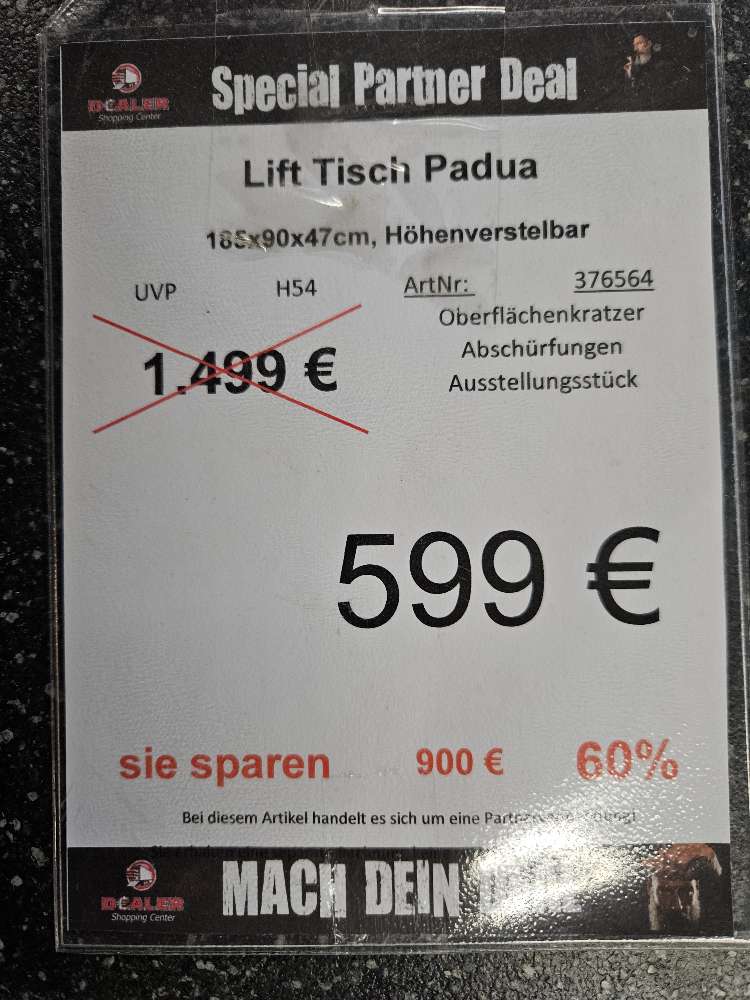 DEALER
Shopping Center
Special Partner Deal
Lift Tisch Padua
185x90x47cm, Höhenverstelbar
UVP H54 ArtNr: 376564
Oberflächenkratzer
1.499 € Abschürfungen
Ausstellungsstück
599 €
sie sparen 900 € 60%
Bei diesem Artikel handelt es sich um eine
DEALER
Shopping Center
MACH DEIN